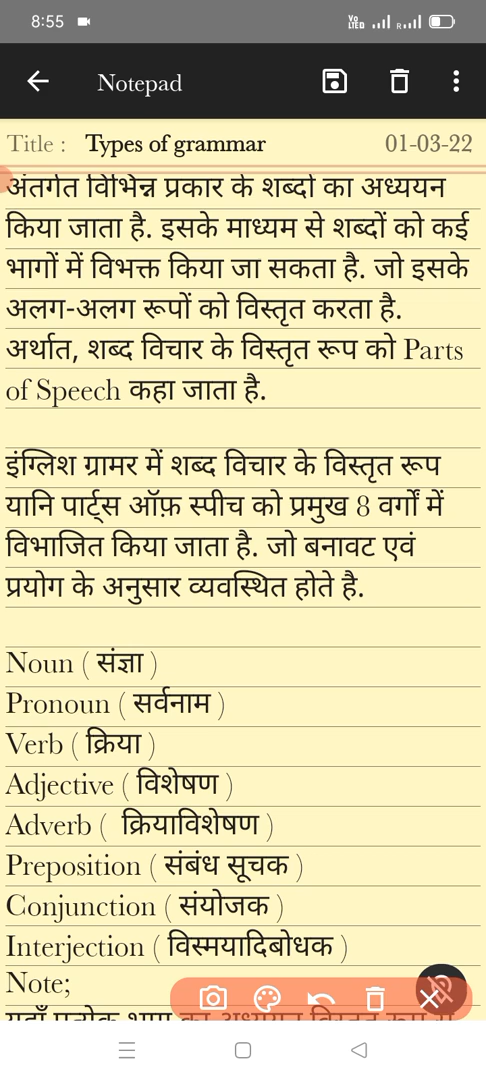 8:55
Vo LTED R
Notepad
Title : Types of grammar 01-03-22
अंतर्गत विभिन्न प्रकार के शब्दों का अध्ययन
किया जाता है. इसके माध्यम से शब्दों को कई
भागों में विभक्त किया जा सकता है. जो इसके
अलग-अलग रूपों को विस्तृत करता है.
अर्थात, शब्द विचार के विस्तृत रूप को Parts
of Speech कहा जाता है.
इंग्लिश ग्रामर में शब्द विचार के विस्तृत रूप
यानि पार्ट्स ऑफ़ स्पीच को प्रमुख 8 वर्गों में
विभाजित किया जाता है. जो बनावट एवं
प्रयोग के अनुसार व्यवस्थित होते है.
Noun ( संज्ञा )
Pronoun ( सर्वनाम )
Verb ( क्रिया )
Adjective ( विशेषण )
Adverb ( क्रियाविशेषण )
Preposition ( संबंध सूचक )
Conjunction ( संयोजक )
Interjection ( विस्मयादिबोधक )
Note;